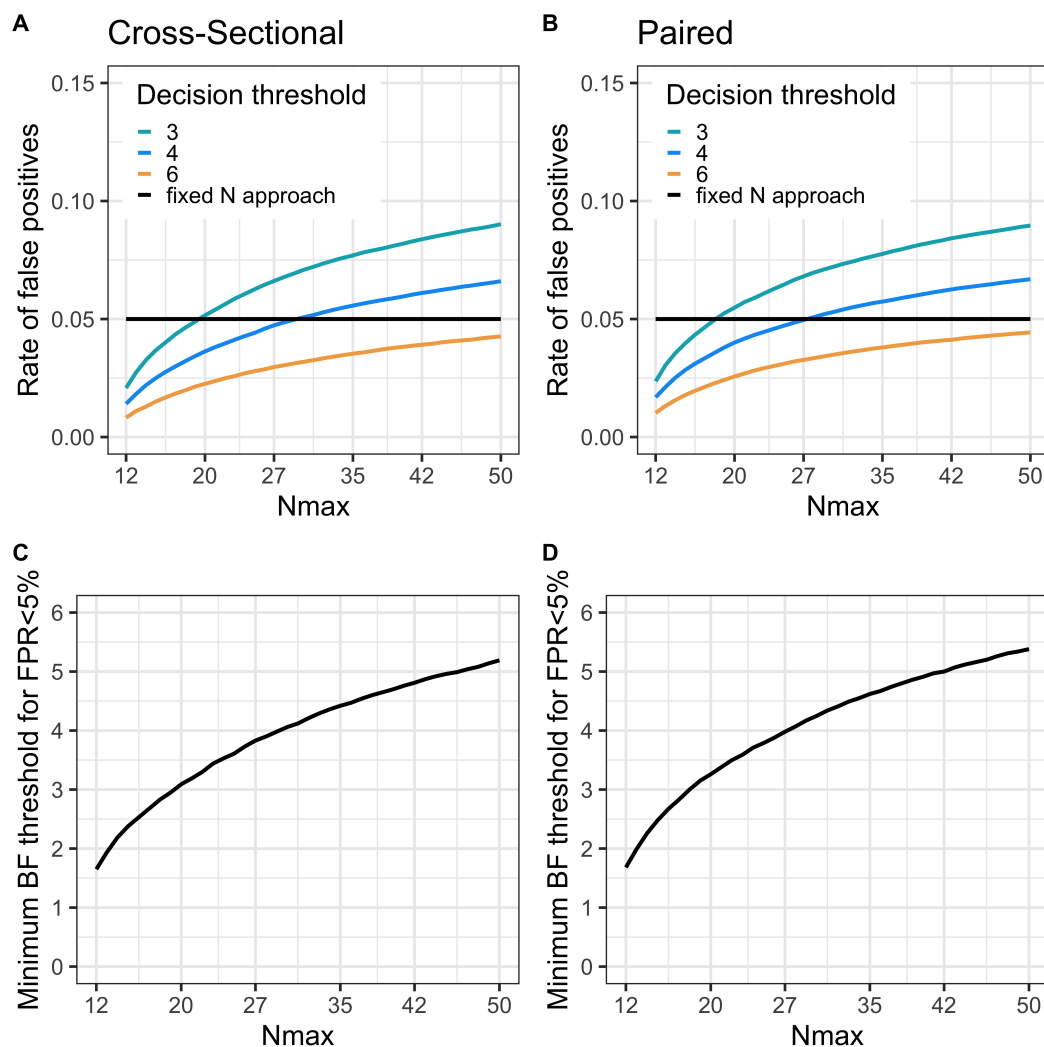 A
Cross-Sectional
Rate of false positives
0.15
0.10
0.05
0.00
Decision threshold
3
4
6
fixed N approach
12 20 27 35 42 50
Nmax
B
Paired
Rate of false positives
0.15
0.10
0.05
0.00
Decision threshold
3
4
6
fixed N approach
12 20 27 35 42 50
Nmax
C
Minimum BF threshold for FPR<5%
6
5
4
3
2
1
0
12 20 27 35 42 50
Nmax
D
Minimum BF threshold for FPR<5%
6
5
4
3
2
1
0
12 20 27 35 42 50
Nmax